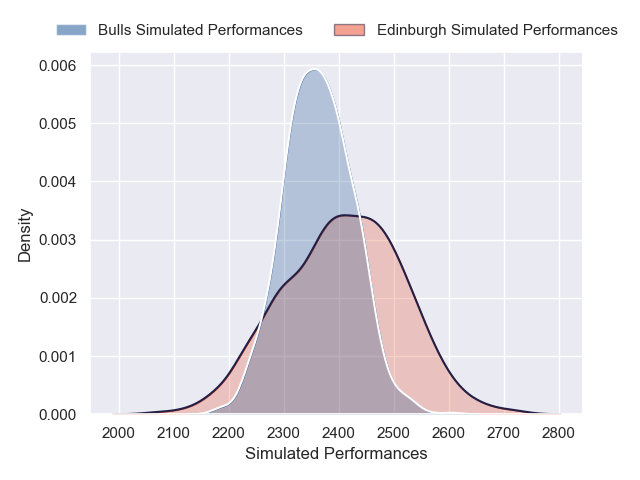 Bulls Simulated Performances Edinburgh Simulated Performances
0.006
0.005
0.004
0.003
0.002
0.001
0.000
Density
2000 2100 2200 2300 2400 2500 2600 2700 2800
Simulated Performances